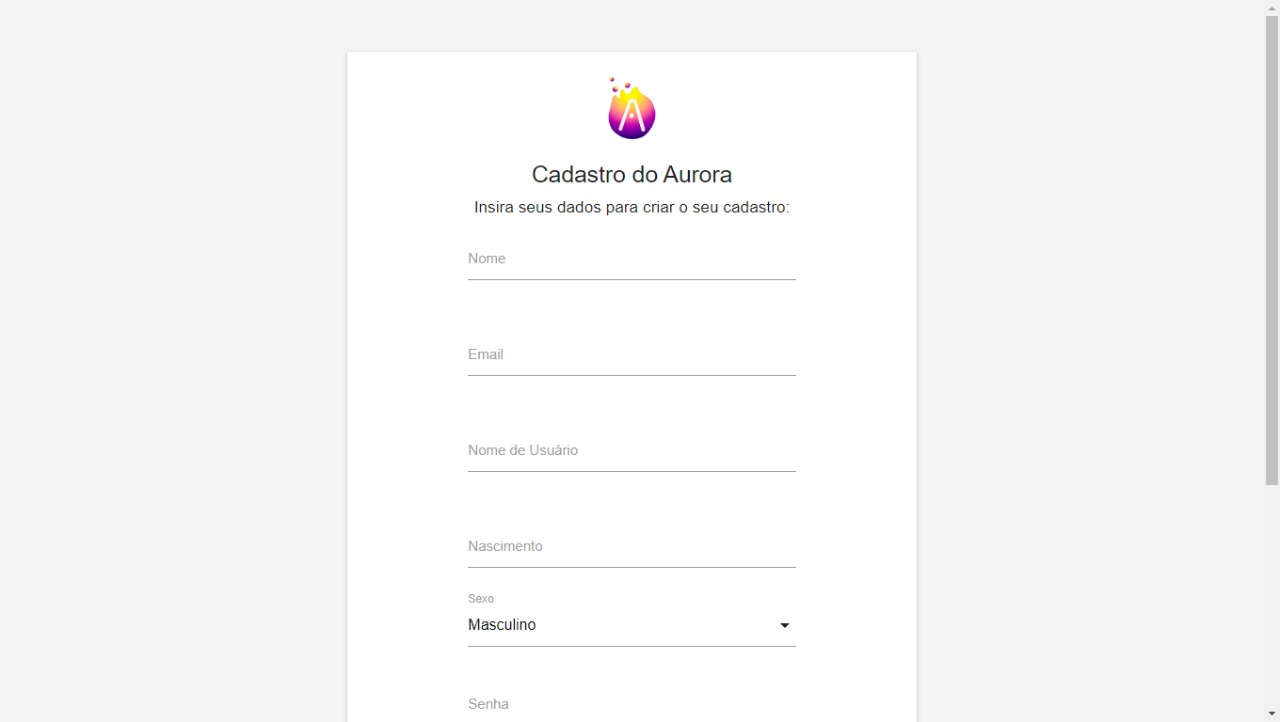 Cadastro do Aurora
Insira seus dados para criar o seu cadastro:
Nome
Email
Nome de Usuário
Nascimento
Sexo
Masculino
Senha